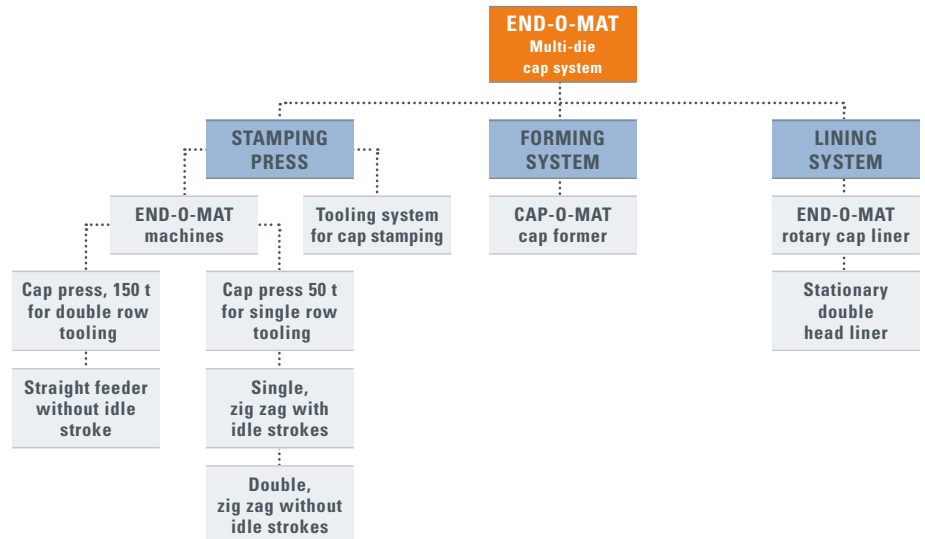 END-O-MAT
Multi-die
cap system
STAMPING
PRESS
FORMING
SYSTEM
LINING
SYSTEM
END-O-MAT
machines
Tooling system
for cap stamping
CAP-O-MAT
cap former
END-O-MAT
rotary cap liner
Cap press, 150 t
for double row
tooling
Cap press 50 t
for single row
tooling
Stationary
double
head liner
Straight feeder
without idle
stroke
Single,
zig zag with
idle strokes
Double,
zig zag without
idle strokes